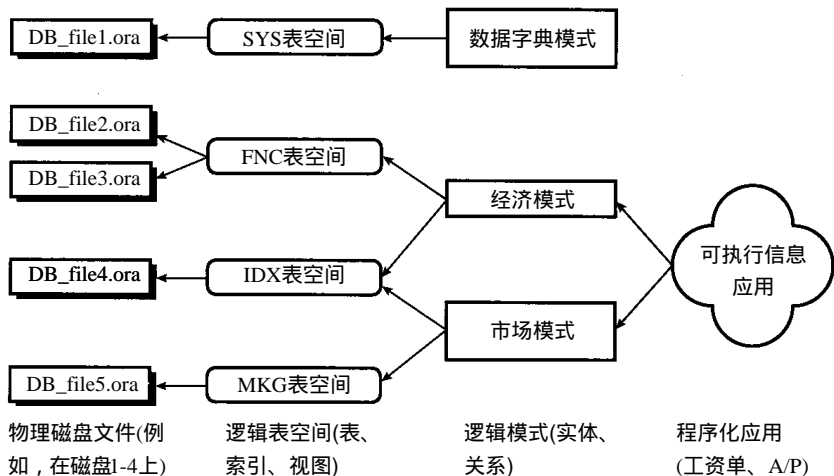 DB_file1.ora
SYS表空间
数据字典模式
DB_file2.ora
FNC表空间
DB_file3.ora
经济模式
可执行信息
应用
DB_file4.ora
IDX表空间
市场模式
DB_file5.ora
MKG表空间
物理磁盘文件(例
如，在磁盘1-4上)
逻辑表空间(表、
索引、视图)
逻辑模式(实体、
关系)
程序化应用
(工资单、A/P)